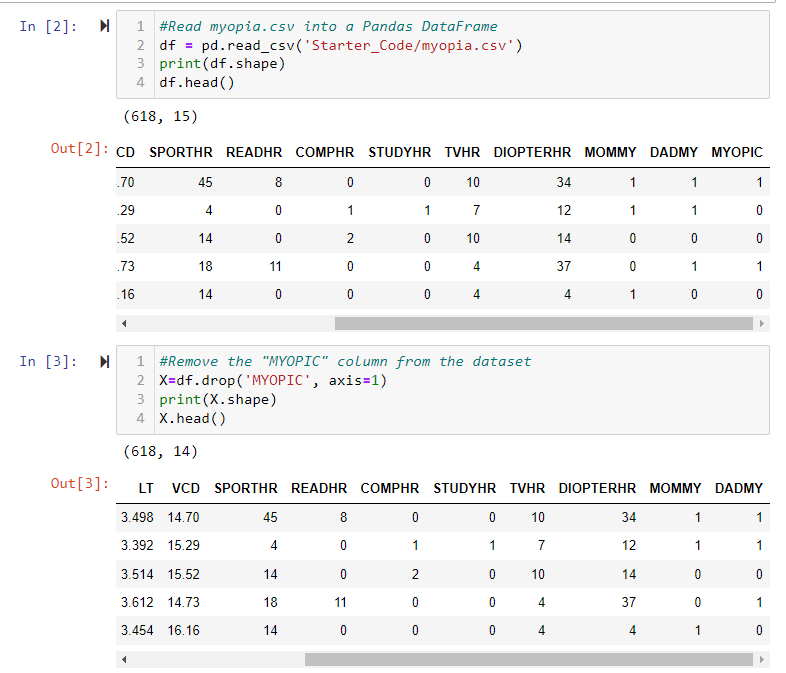 In [2]:
1 #Read myopia.csv into a Pandas DataFrame
2 df = pd.read_csv('Starter_Code/myopia.csv')
3 print(df.shape)
4 df.head()
(618, 15)
Out[2]: CD SPORTHR READHR COMPHR STUDYHR TVHR DIOPTERHR MOMMY DADMY MYOPIC
.70 45 8 0 0 10 34 1 1 1
.29 4 0 1 1 7 12 1 1 0
.52 14 0 2 0 10 14 0 0 0
.73 18 11 0 0 4 37 0 1 1
.16 14 0 0 0 4 4 1 0 0
In [3]:
1 #Remove the "MYOPIC" column from the dataset
2 X=df.drop('MYOPIC', axis=1)
3 print(X.shape)
4 X.head()
(618, 14)
Out[3]: LT VCD SPORTHR READHR COMPHR STUDYHR TVHR DIOPTERHR MOMMY DADMY
3.498 14.70 45 8 0 0 10 34 1 1
3.392 15.29 4 0 1 1 7 12 1 1
3.514 15.52 14 0 2 0 10 14 0 0
3.612 14.73 18 11 0 0 4 37 0 1
3.454 16.16 14 0 0 0 4 4 1 0